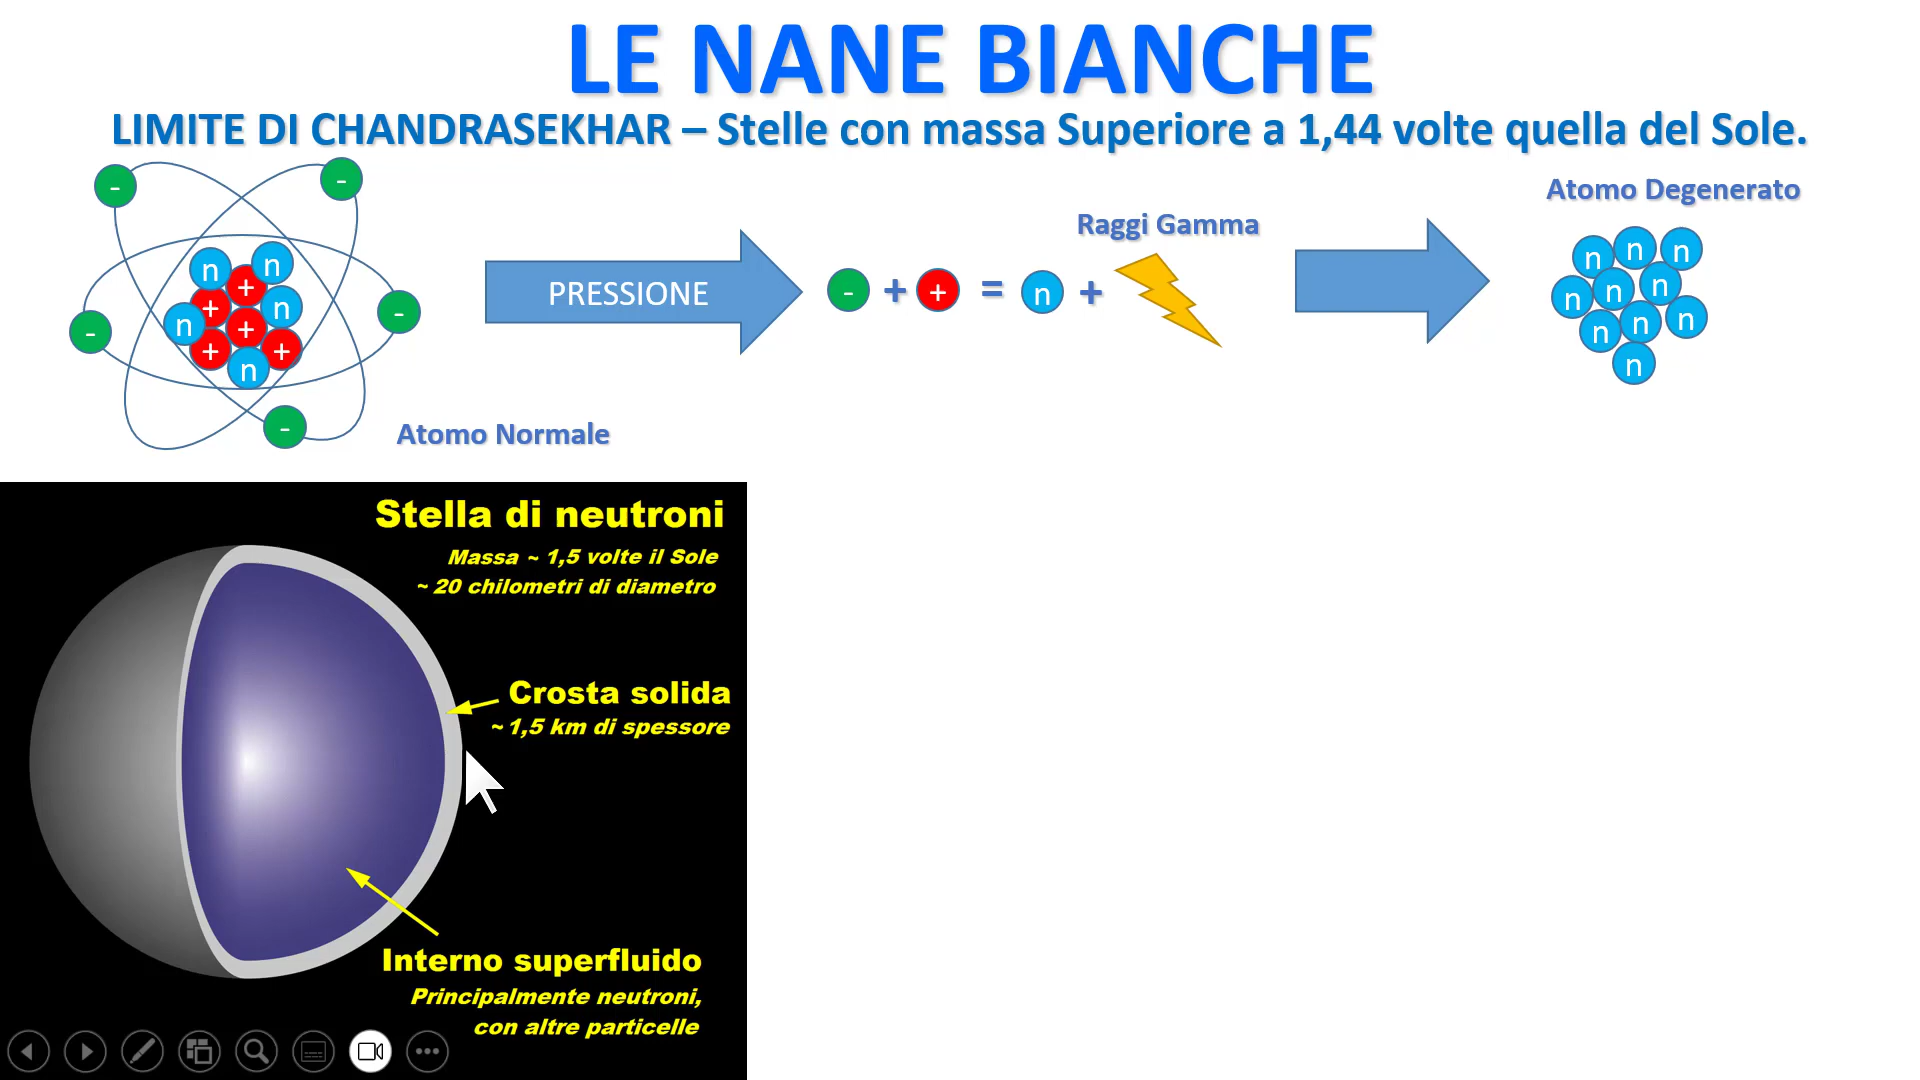 LE NANE BIANCHE
LIMITE DI CHANDRASEKHAR – Stelle con massa Superiore a 1,44 volte quella del Sole.
- -
- -
-
n n
+ + n
n +
+ + n
Atomo Normale
PRESSIONE
- + + = n +
Raggi Gamma
Atomo Degenerato
n n n
n n n
n n n
n
Stella di neutroni
Massa ~ 1,5 volte il Sole
~ 20 chilometri di diametro
Crosta solida
~ 1,5 km di spessore
Interno superfluido
Principalmente neutroni,
con altre particelle